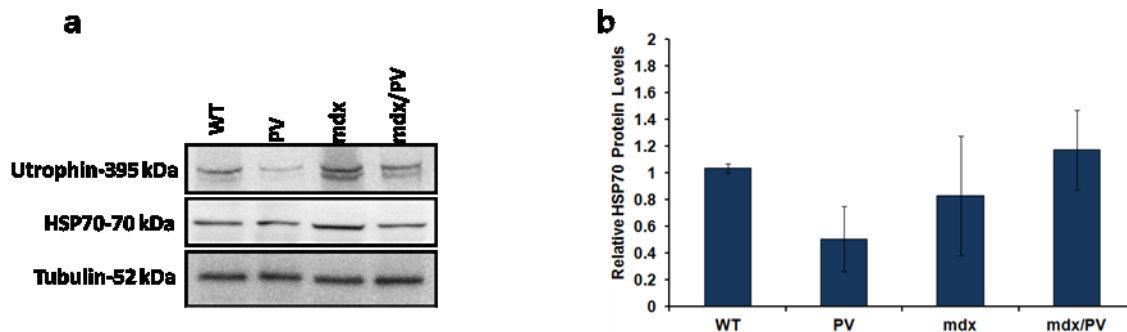 a
WT
PV
mdx
mdx/PV
Utrophin-395 kDa
HSP70-70 kDa
Tubulin-52 kDa
b
Relative HSP70 Protein Levels
2
1.8
1.6
1.4
1.2
1
0.8
0.6
0.4
0.2
0
WT
PV
mdx
mdx/PV